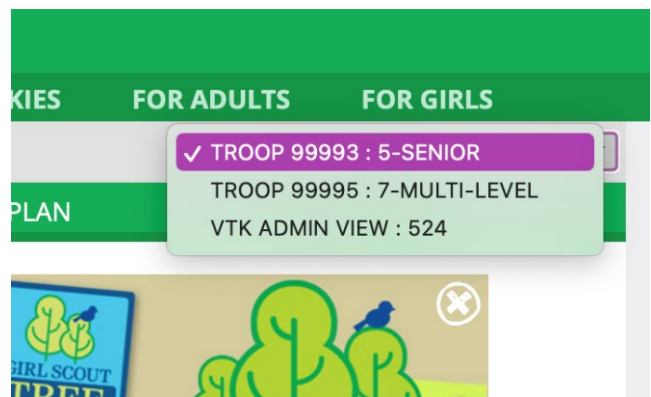 KIES FOR ADULTS FOR GIRLS
✓ TROOP 99993 : 5-SENIOR
TROOP 99995 : 7-MULTI-LEVEL
PLAN
VTK ADMIN VIEW : 524
GIRL SCOUT
TREE